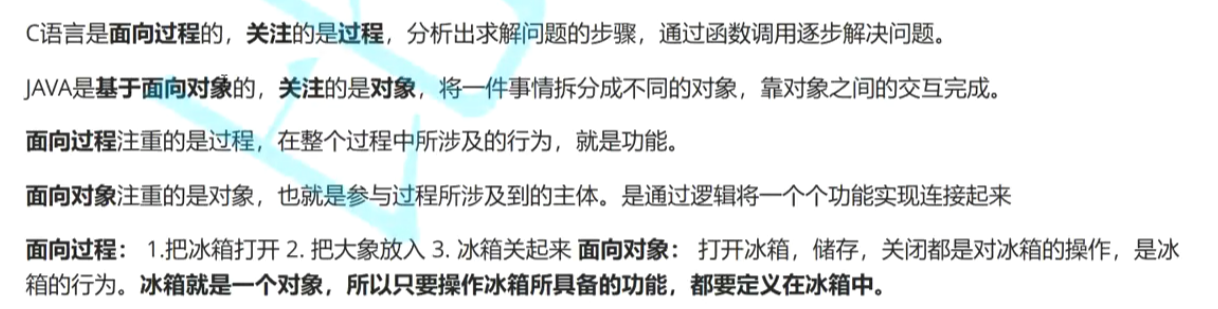 C语言是面向过程的，关注的是过程，分析出求解问题的步骤，通过函数调用逐步解决问题。
JAVA是基于面向对象的，关注的是对象，将一件事情拆分成不同的对象，靠对象之间的交互完成。
面向过程注重的是过程，在整个过程中所涉及的行为，就是功能。
面向对象注重的是对象，也就是参与过程所涉及到的主体。是通过逻辑将一个个功能实现连接起来
面向过程： 1.把冰箱打开 2. 把大象放入 3. 冰箱关起来 面向对象： 打开冰箱，储存，关闭都是对冰箱的操作，是冰
箱的行为。冰箱就是一个对象，所以只要操作冰箱所具备的功能，都要定义在冰箱中。